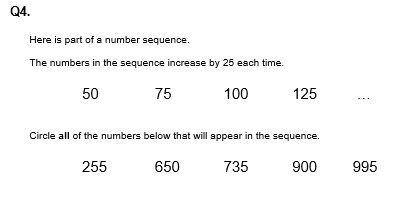 Q4.
Here is part of a number sequence.
The numbers in the sequence increase by 25 each time.
50 75 100 125 ...
Circle all of the numbers below that will appear in the sequence.
255 650 735 900 995